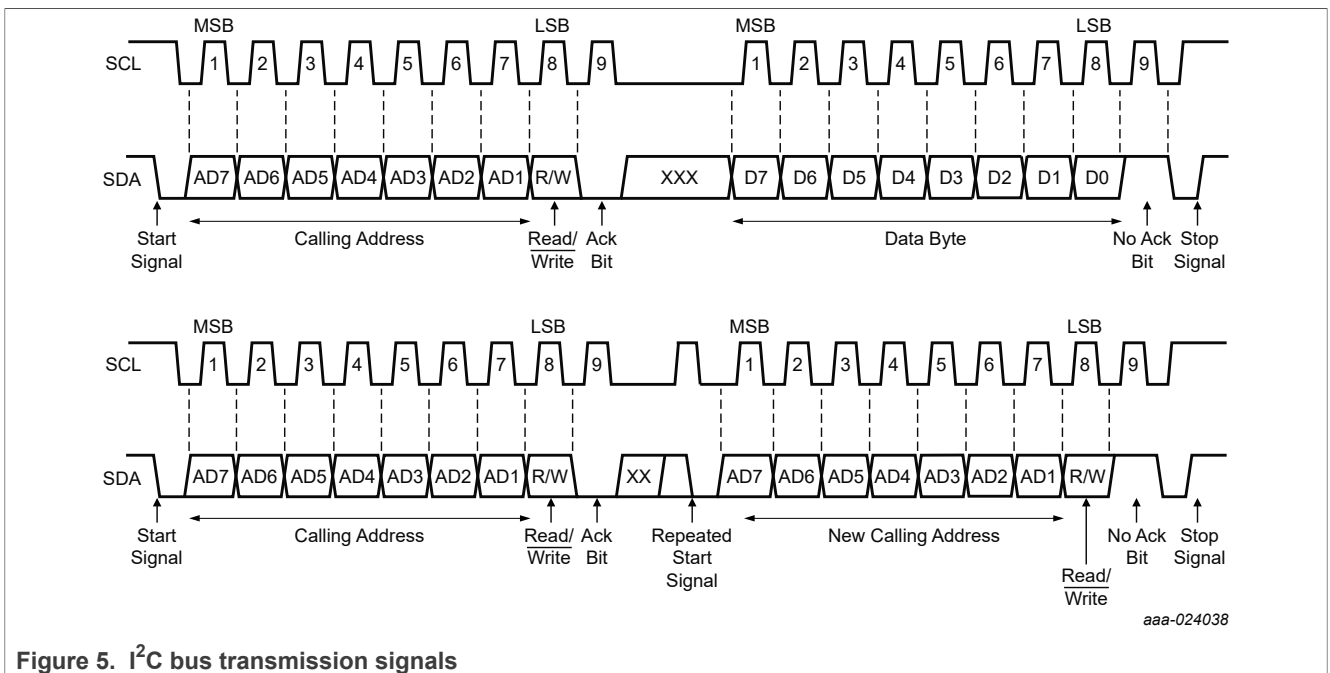 MSB LSB MSB LSB
SCL 1 2 3 4 5 6 7 8 9 1 2 3 4 5 6 7 8 9
SDA AD7 AD6 AD5 AD4 AD3 AD2 AD1 R/W XXX D7 D6 D5 D4 D3 D2 D1 D0
Start Signal
Calling Address
Read/ Write
Ack Bit
Data Byte
No Ack Bit
Stop Signal
MSB LSB MSB LSB
SCL 1 2 3 4 5 6 7 8 9 1 2 3 4 5 6 7 8 9
SDA AD7 AD6 AD5 AD4 AD3 AD2 AD1 R/W XX AD7 AD6 AD5 AD4 AD3 AD2 AD1 R/W
Start Signal
Calling Address
Read/ Write
Ack Bit
Repeated Start Signal
New Calling Address
Read/ Write
No Ack Bit
Stop Signal
aaa-024038
Figure 5. I²C bus transmission signals